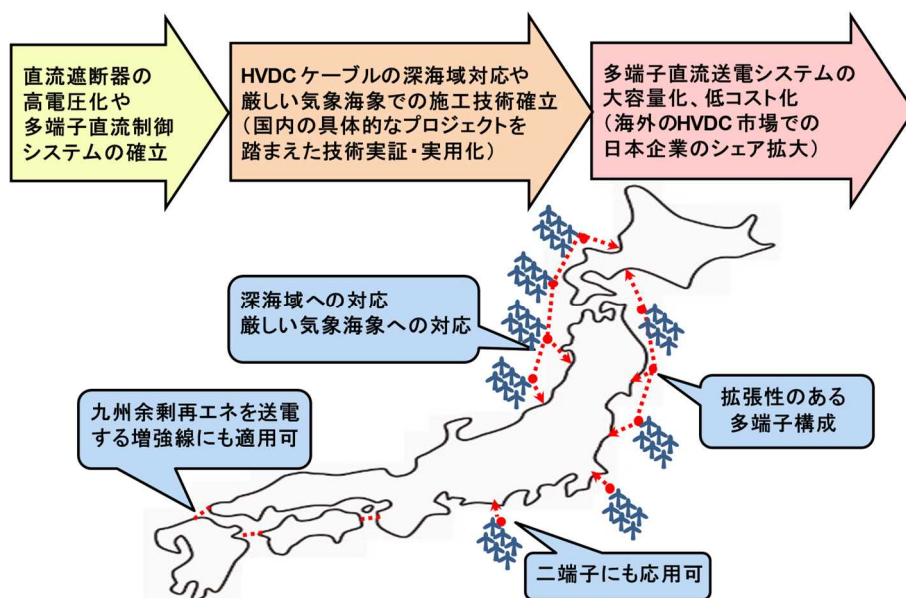 直流遮断器の
高電圧化や
多端子直流制御
システムの確立
HVDCケーブルの深海域対応や
厳しい気象海象での施工技術確立
（国内の具体的なプロジェクトを
踏まえた技術実証・実用化）
多端子直流送電システムの
大容量化、低コスト化
（海外のHVDC市場での
日本企業のシェア拡大）
深海域への対応
厳しい気象海象への対応
九州余剰再エネを送電
する増強線にも適用可
拡張性のある
多端子構成
二端子にも応用可